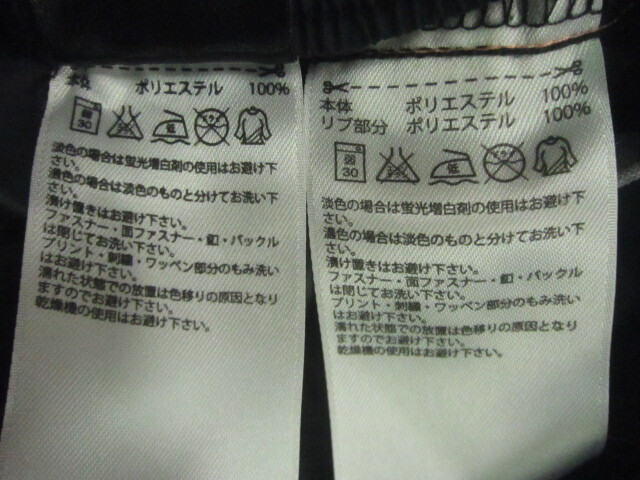 本体 ポリエステル 100%
弱 30
低
淡色の場合は蛍光増白剤の使用はお避け下
さい。
濃色の場合は淡色のものと分けてお洗い下
さい。
漬け置きはお避け下さい。
ファスナー・面ファスナー・釦・バックル
は閉じてお洗い下さい。
プリント・刺繍・ワッペン部分のもみ洗い
はお避け下さい。
濡れた状態での放置は色移りの原因となり
ますのでお避け下さい。
乾燥機の使用はお避け下さい。
本体 ポリエステル 100%
リブ部分 ポリエステル 100%
弱 30
低
淡色の場合は蛍光増白剤の使用はお避け下
さい。
濃色の場合は淡色のものと分けてお洗い下
さい。
漬け置きはお避け下さい。
ファスナー・面ファスナー・釦・バックル
は閉じてお洗い下さい。
プリント・刺繍・ワッペン部分のもみ洗い
はお避け下さい。
濡れた状態での放置は色移りの原因となり
ますのでお避け下さい。
乾燥機の使用はお避け下さい。